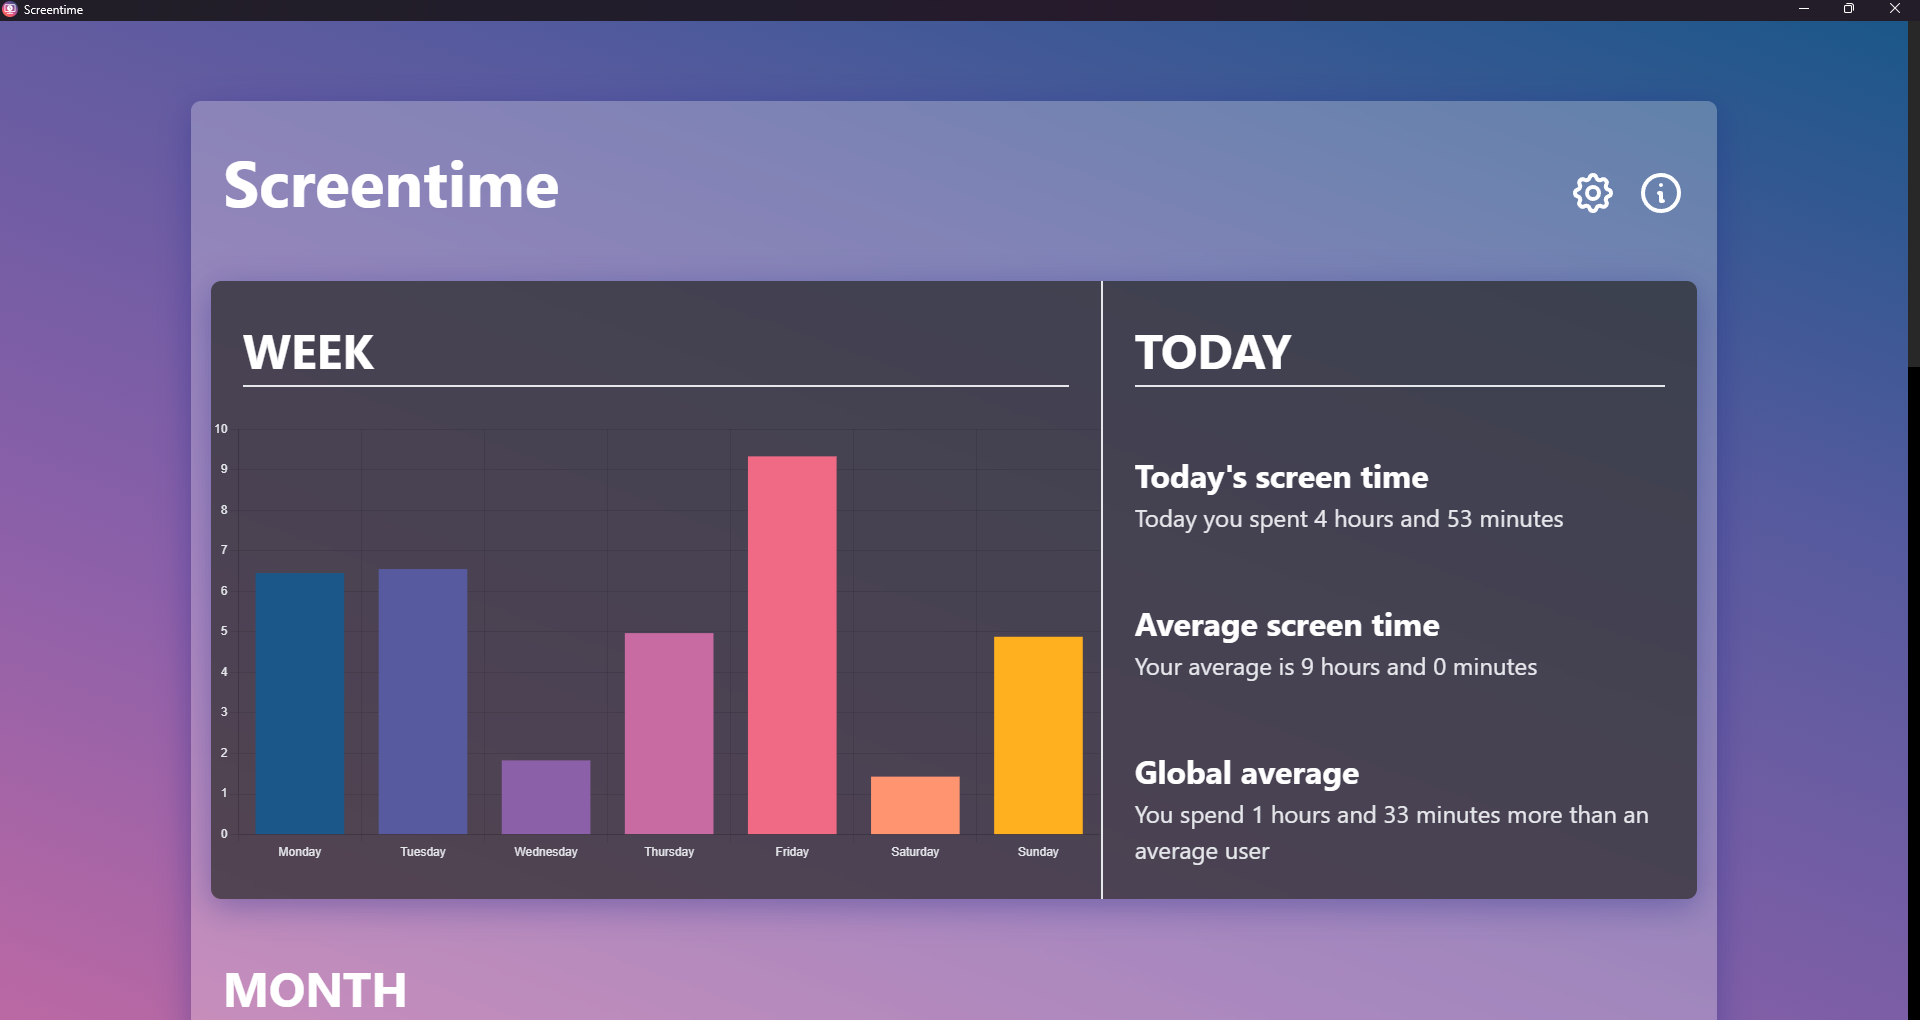 Screentime
Screentime
WEEK
10
9
8
7
6
5
4
3
2
1
0
Monday Tuesday Wednesday Thursday Friday Saturday Sunday
TODAY
Today's screen time
Today you spent 4 hours and 53 minutes
Average screen time
Your average is 9 hours and 0 minutes
Global average
You spend 1 hours and 33 minutes more than an
average user
MONTH